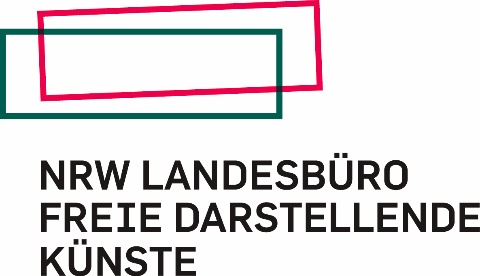 NRW LANDESBÜRO
FREIE DARSTELLENDE
KÜNSTE